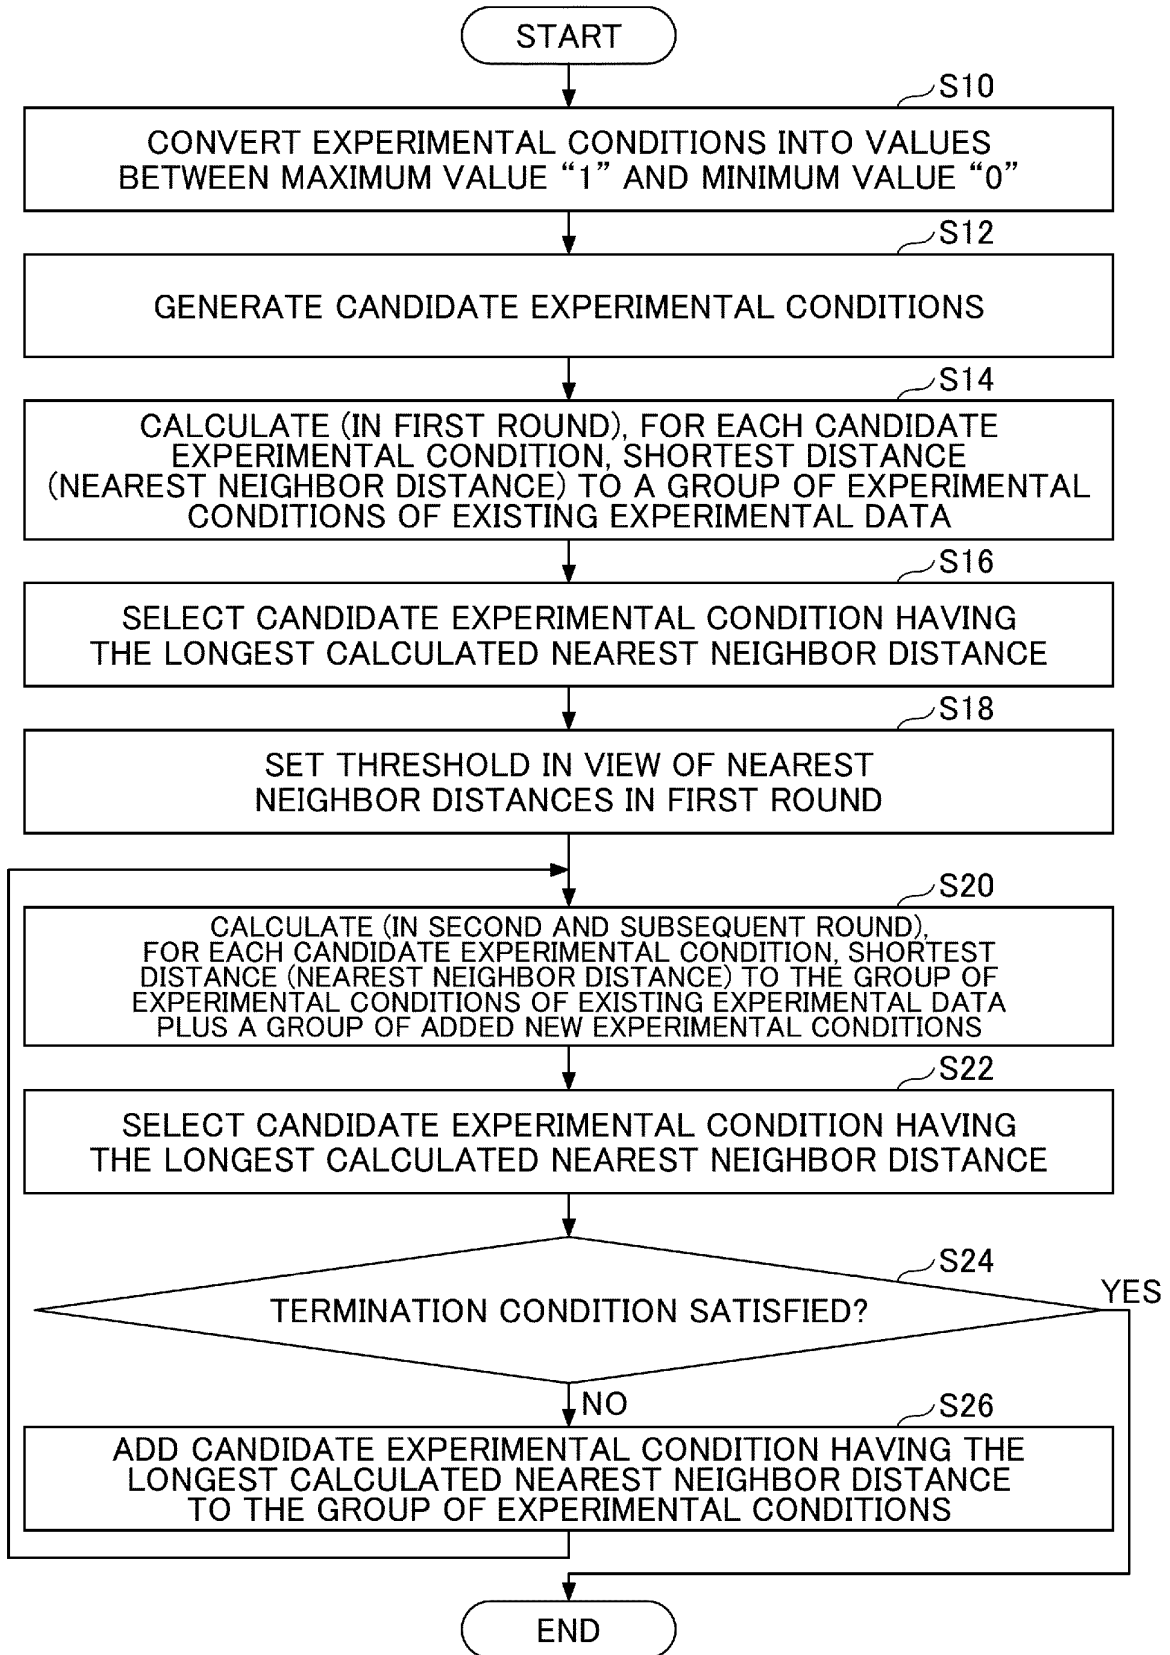 START
S10
CONVERT EXPERIMENTAL CONDITIONS INTO VALUES
BETWEEN MAXIMUM VALUE “1” AND MINIMUM VALUE “0”
S12
GENERATE CANDIDATE EXPERIMENTAL CONDITIONS
S14
CALCULATE (IN FIRST ROUND), FOR EACH CANDIDATE
EXPERIMENTAL CONDITION, SHORTEST DISTANCE
(NEAREST NEIGHBOR DISTANCE) TO A GROUP OF EXPERIMENTAL
CONDITIONS OF EXISTING EXPERIMENTAL DATA
S16
SELECT CANDIDATE EXPERIMENTAL CONDITION HAVING
THE LONGEST CALCULATED NEAREST NEIGHBOR DISTANCE
S18
SET THRESHOLD IN VIEW OF NEAREST
NEIGHBOR DISTANCES IN FIRST ROUND
S20
CALCULATE (IN SECOND AND SUBSEQUENT ROUND),
FOR EACH CANDIDATE EXPERIMENTAL CONDITION, SHORTEST
DISTANCE (NEAREST NEIGHBOR DISTANCE) TO THE GROUP OF
EXPERIMENTAL CONDITIONS OF EXISTING EXPERIMENTAL DATA
PLUS A GROUP OF ADDED NEW EXPERIMENTAL CONDITIONS
S22
SELECT CANDIDATE EXPERIMENTAL CONDITION HAVING
THE LONGEST CALCULATED NEAREST NEIGHBOR DISTANCE
S24
TERMINATION CONDITION SATISFIED?
YES
NO
S26
ADD CANDIDATE EXPERIMENTAL CONDITION HAVING THE
LONGEST CALCULATED NEAREST NEIGHBOR DISTANCE
TO THE GROUP OF EXPERIMENTAL CONDITIONS
END